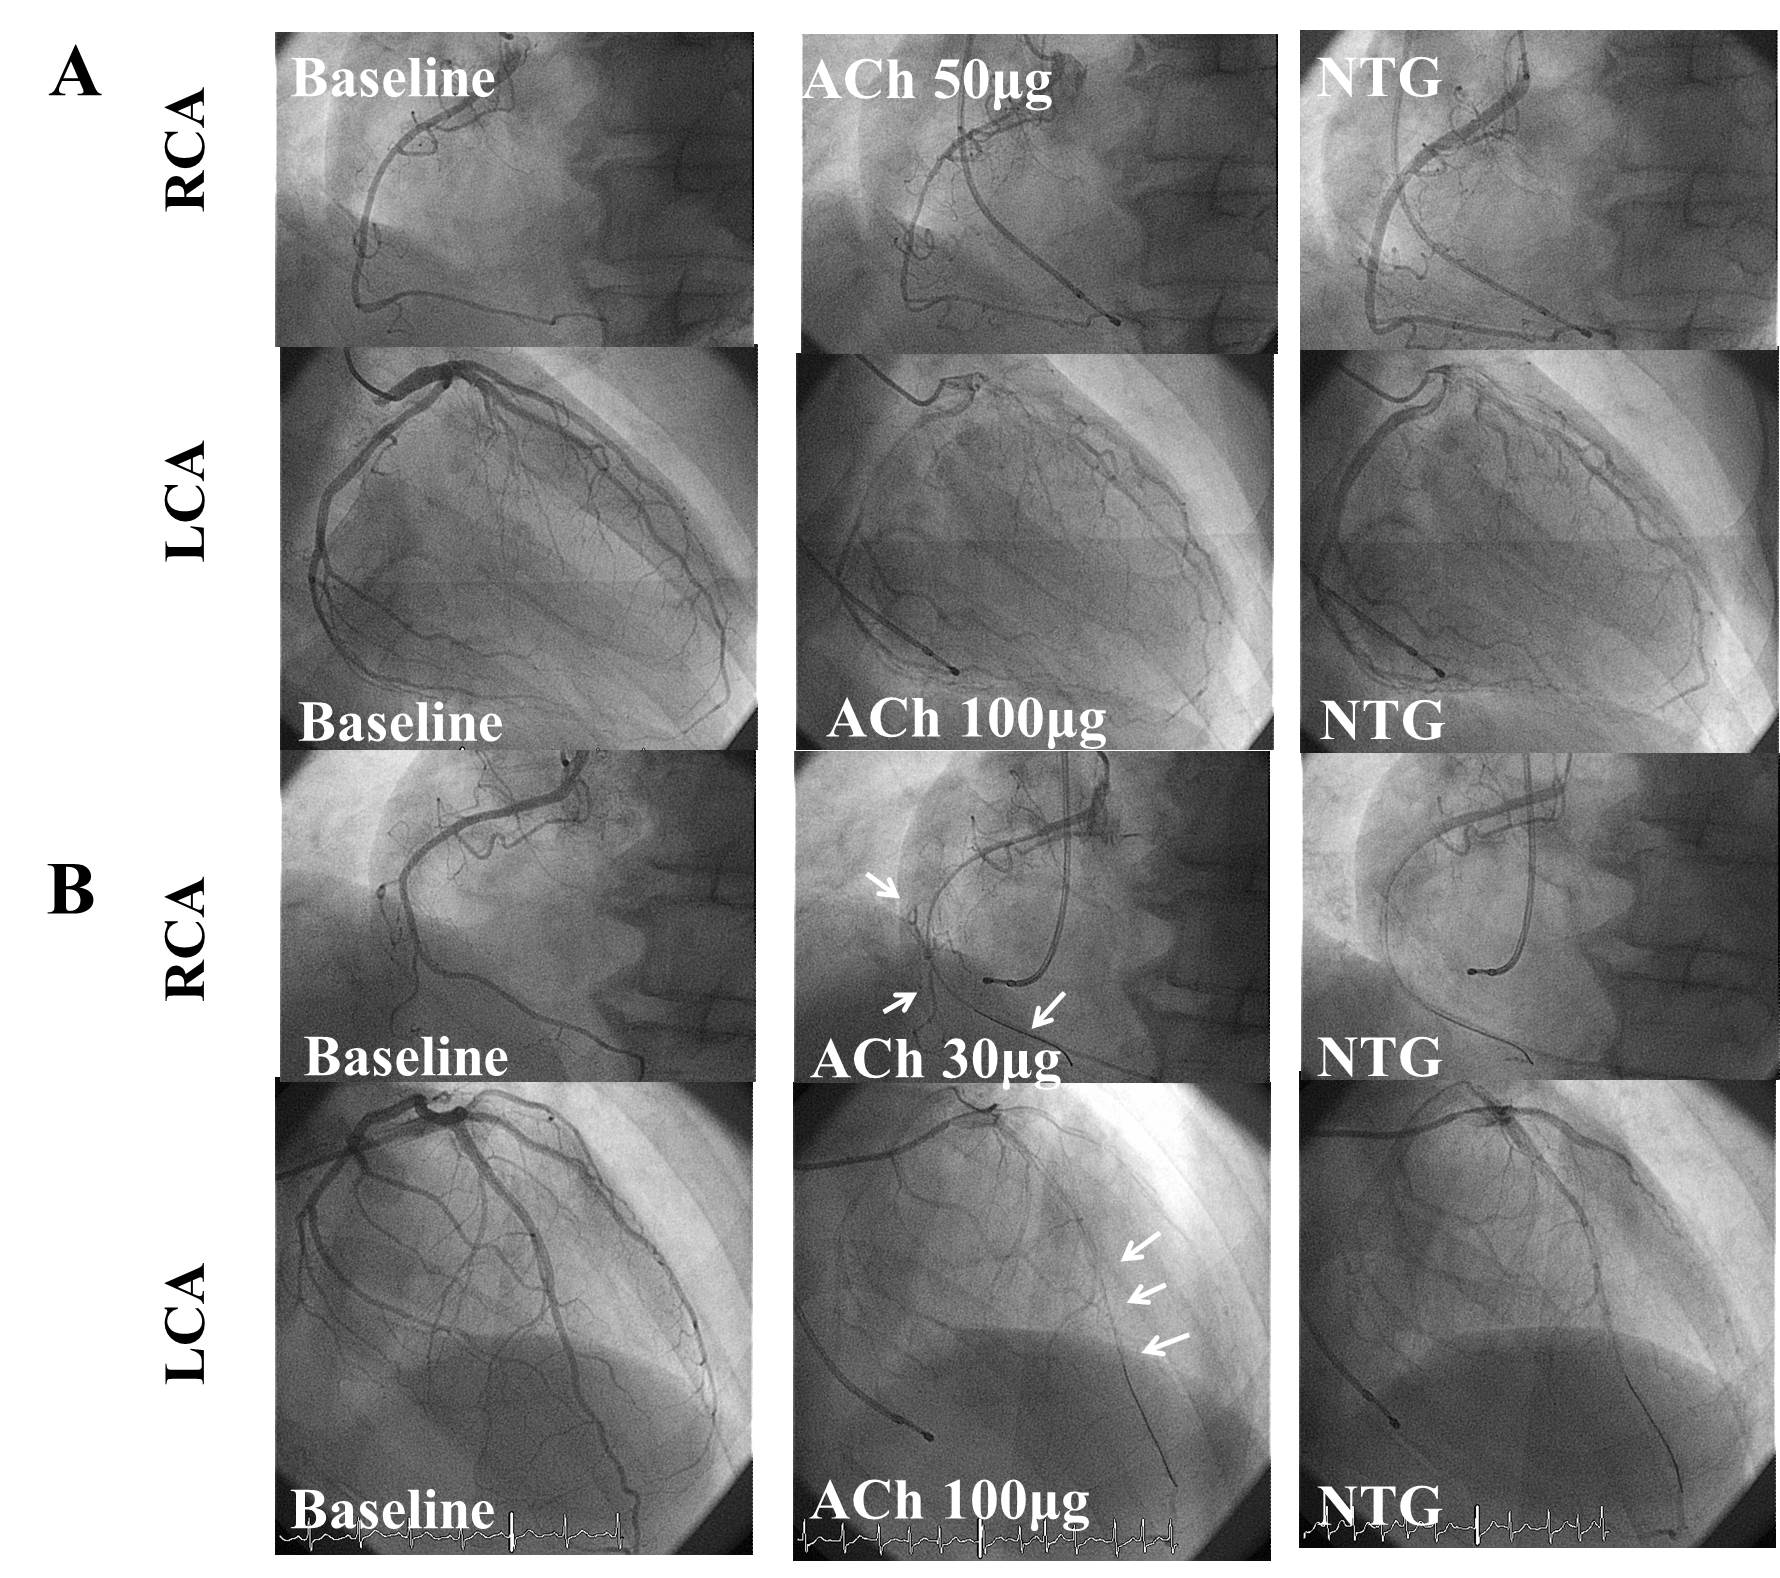 A
RCA
Baseline
ACh 50µg
NTG
LCA
Baseline
ACh 100µg
NTG
B
RCA
Baseline
ACh 30µg
NTG
LCA
Baseline
ACh 100µg
NTG